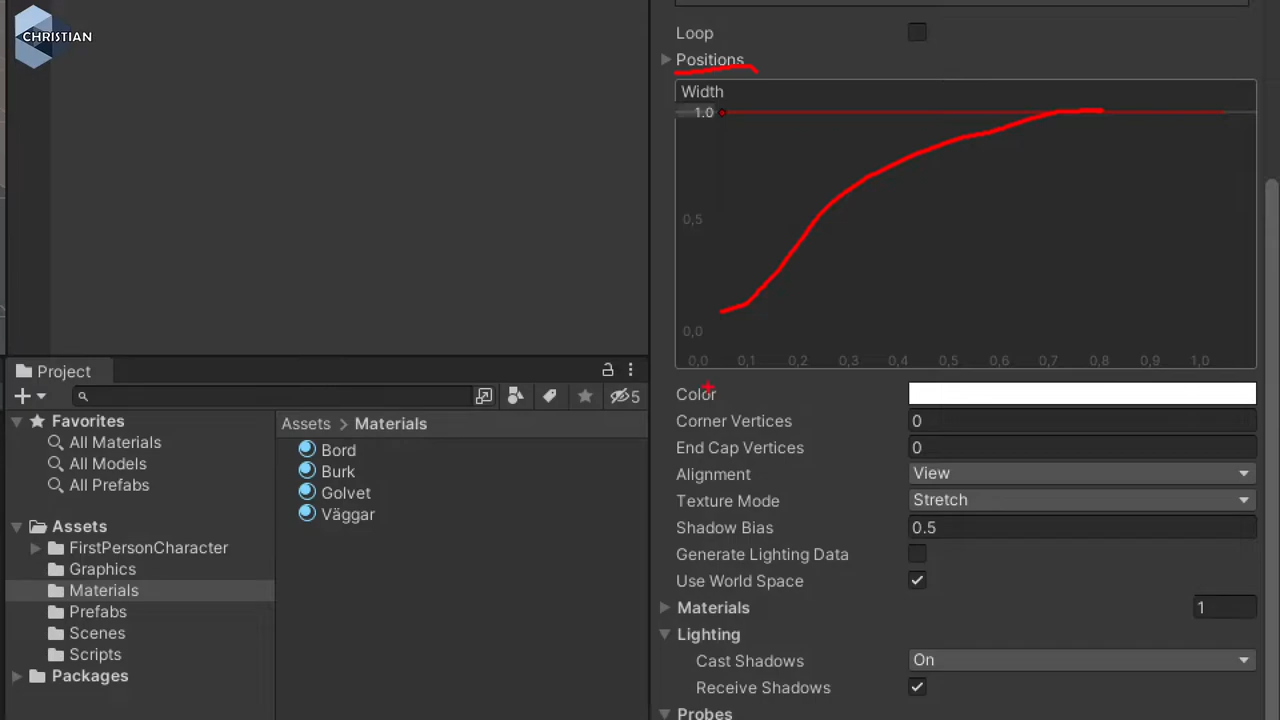 CHRISTIAN
Loop
Positions
Width
1.0
0,5
0,0
0,0 0,1 0,2 0,3 0,4 0,5 0,6 0,7 0,8 0,9 1,0
Color
Corner Vertices 0
End Cap Vertices 0
Alignment View
Texture Mode Stretch
Shadow Bias 0.5
Generate Lighting Data
Use World Space
Materials 1
Lighting
Cast Shadows On
Receive Shadows
Probes
Project
5
Favorites
All Materials
All Models
All Prefabs
Assets
FirstPersonCharacter
Graphics
Materials
Prefabs
Scenes
Scripts
Packages
Assets > Materials
Bord
Burk
Golvet
Väggar